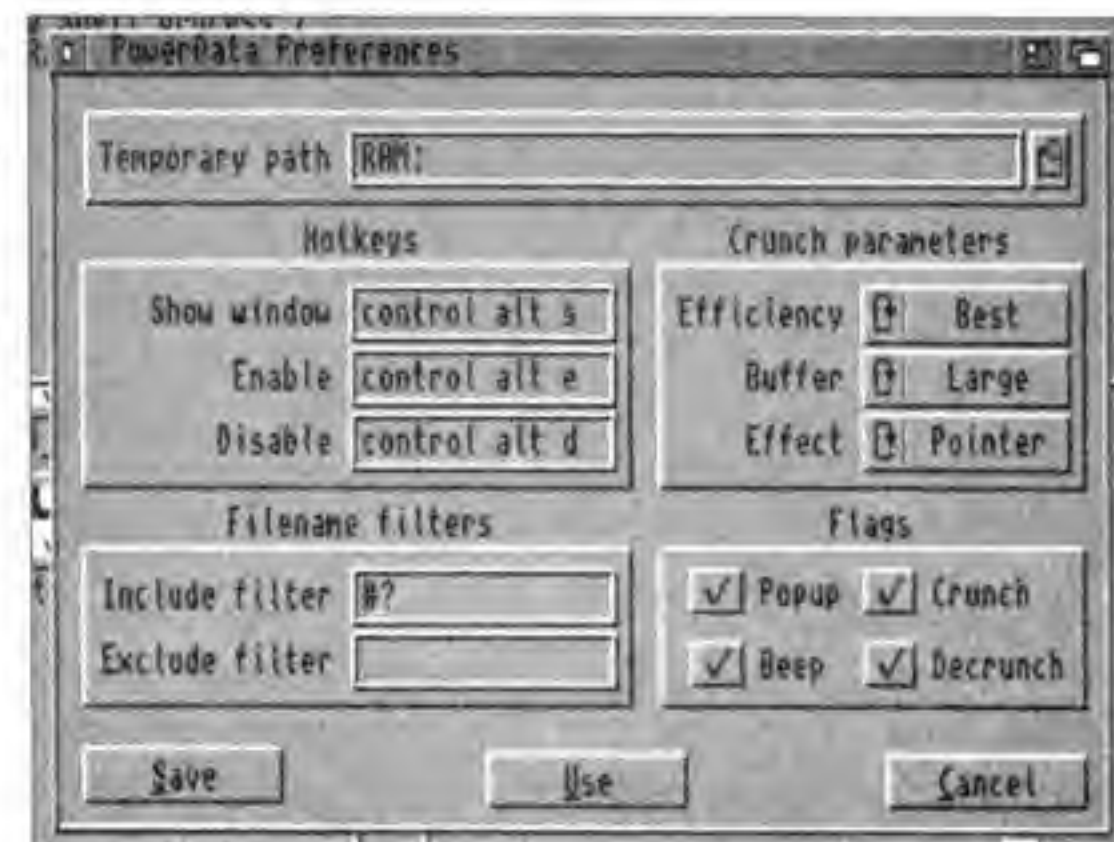 PowerData Preferences
Temporary path RAM:
Hotkeys
Show window control alt s
Enable control alt e
Disable control alt d
Crunch parameters
Efficiency Best
Buffer Large
Effect Pointer
Filename filters
Include filter #?
Exclude filter
Flags
Popup Crunch
Beep Decrunch
Save Use Cancel